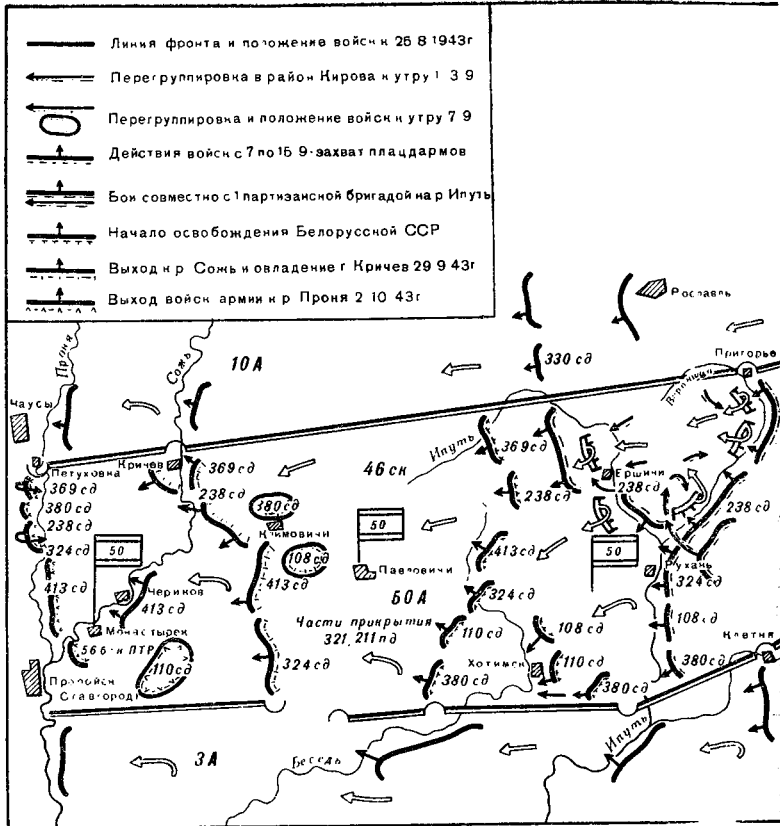 Линия фронта и положение войск к 26 8 1943г
Перегруппировка в район Кирова к утру 1 3 9
Перегруппировка и положение войск к утру 7 9
Действия войск с 7 по 16 9-захват плацдармов
Бои совместно с 1 партизанской бригадой на р Ипуть
Начало освобождения Белорусской ССР
Выход к р Сожь и овладение г Кричев 29 9 43г
Выход войск армии к р Проня 2 10 43г
Рославль
Проня
Сожь
10А
330 сд
Пригорье
Чаусы
Ипуть
369 сд
Петуховка
Кричев
369 сд
46 ск
Ершичи
369 сд
238 сд
380 сд
238 сд
238 сд
238 сд
380 сд
238 сд
Климовичи
50
50
50
324 сд
108 сд
413 сд
Рухань
413 сд
413 сд
Павловичи
324 сд
324 сд
Чериков
413 сд
50А
Части прикрытия
321, 211 пд
110 сд
108 сд
108 сд
Монастырек
Клетня
566-й ПТР
110 сд
324 сд
Хотимск
110 сд
380 сд
Пропойск
(Славгород)
380 сд
380 сд
3А
Беседь
Ипуть